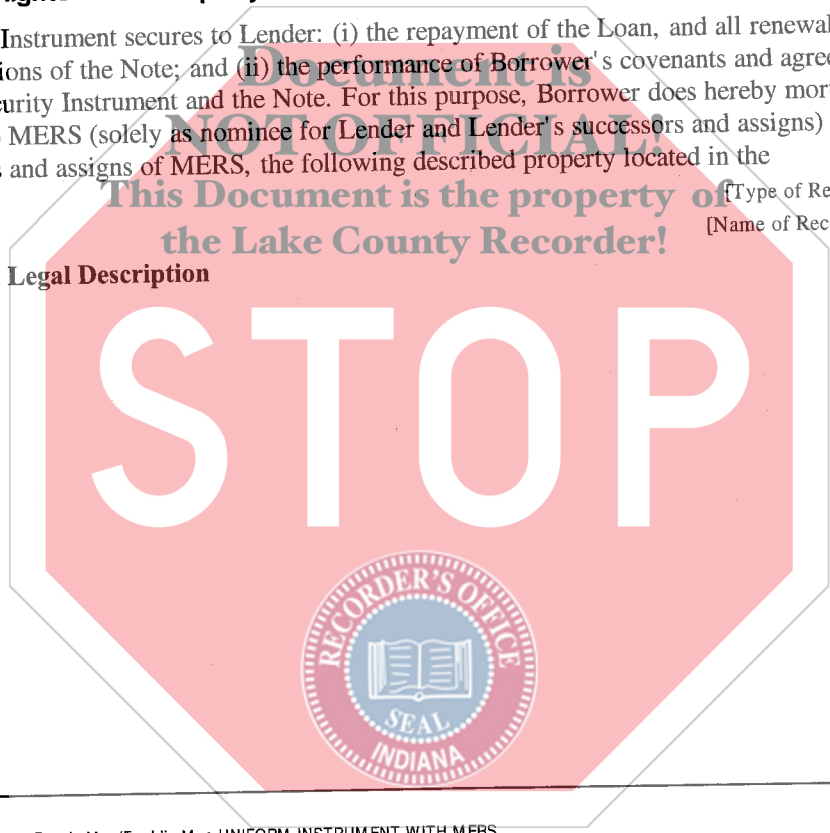 Instrument secures to Lender: (i) the repayment of the Loan, and all renewal
ions of the Note; and (ii) the performance of Borrower's covenants and agre
urity Instrument and the Note. For this purpose, Borrower does hereby mor
MERS (solely as nominee for Lender and Lender's successors and assigns)
and assigns of MERS, the following described property located in the
[Type of Re
[Name of Rec
Legal Description
Document is
NOT OFFICIAL!
This Document is the property of
the Lake County Recorder!
STOP
RECORDER'S OFFICE
SEAL
INDIANA
UNIFORM INSTRUMENT WITH MERS